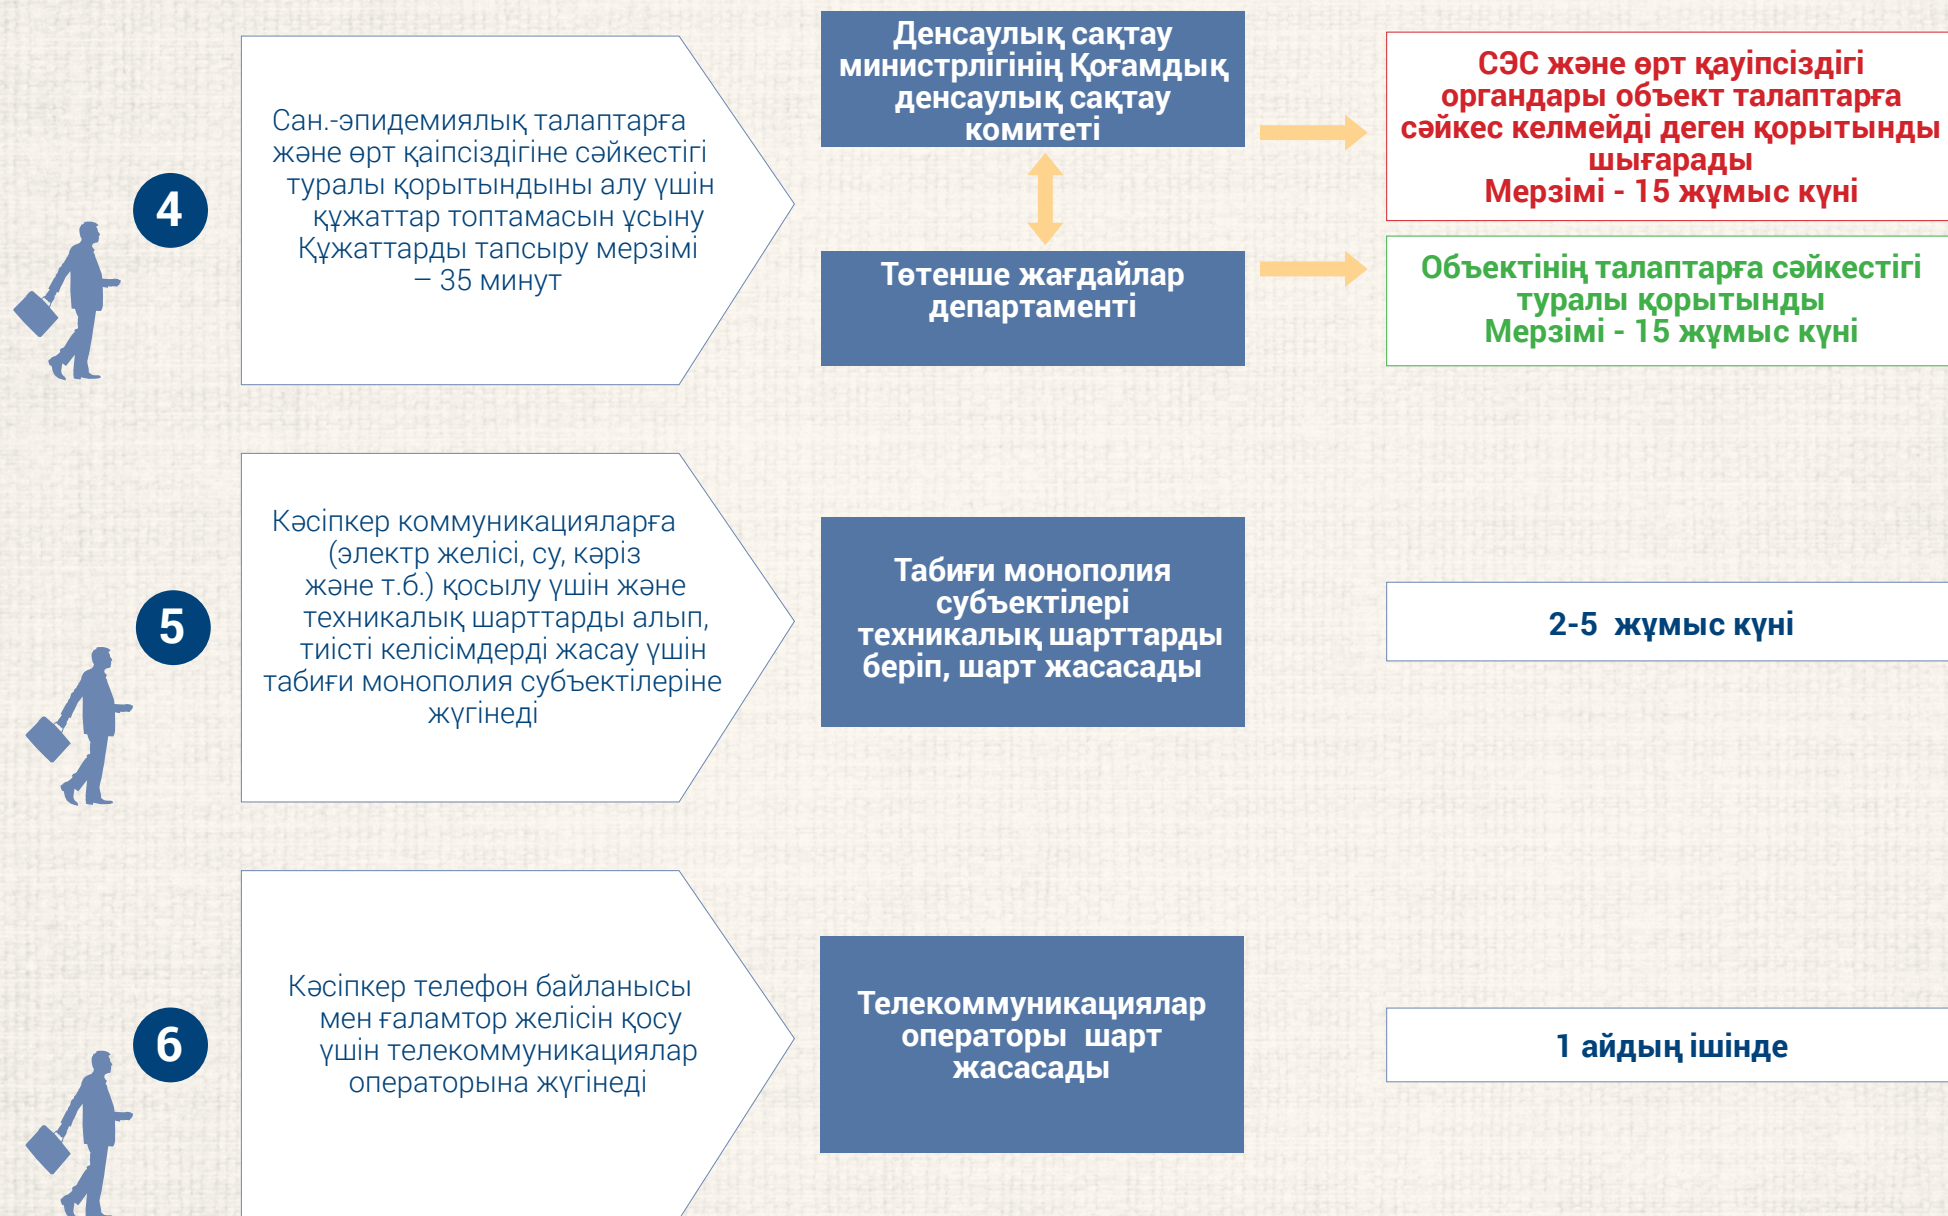 4
Сан.-эпидемиялық талаптарға
және өрт қаіпсіздігіне сәйкестігі
туралы қорытындыны алу үшін
құжаттар топтамасын ұсыну
Құжаттарды тапсыру мерзімі
– 35 минут
Денсаулық сақтау
министрлігінің Қоғамдық
денсаулық сақтау
комитеті
Төтенше жағдайлар
департаменті
СЭС және өрт қауіпсіздігі
органдары объект талаптарға
сәйкес келмейді деген қорытынды
шығарады
Мерзімі - 15 жұмыс күні
Объектінің талаптарға сәйкестігі
туралы қорытынды
Мерзімі - 15 жұмыс күні
5
Кәсіпкер коммуникацияларға
(электр желісі, су, кәріз
және т.б.) қосылу үшін және
техникалық шарттарды алып,
тиісті келісімдерді жасау үшін
табиғи монополия субъектілеріне
жүгінеді
Табиғи монополия
субъектілері
техникалық шарттарды
беріп, шарт жасасады
2-5 жұмыс күні
6
Кәсіпкер телефон байланысы
мен ғаламтор желісін қосу
үшін телекоммуникациялар
операторына жүгінеді
Телекоммуникациялар
операторы шарт
жасасады
1 айдың ішінде